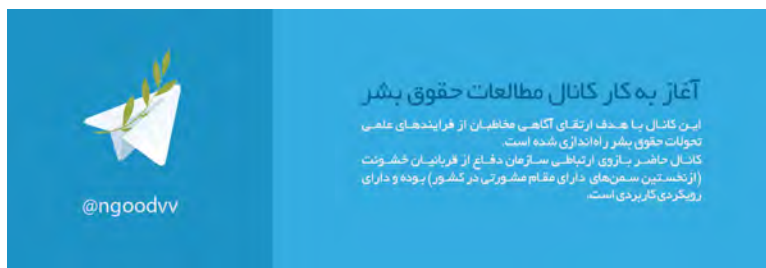 آغاز به کار کانال مطالعات حقوق بشر
این کانال با هدف ارتقای آگاهی مخاطبان از فرایندهای علمی
تحولات حقوق بشر راه‌اندازی شده است.
کانال حاضر بازوی ارتباطی سازمان دفاع از قربانیان خشونت
(ازنخستین سمن‌های دارای مقام مشورتی در کشور) بوده و دارای
رویکردی کاربردی است.
@ngoodvv